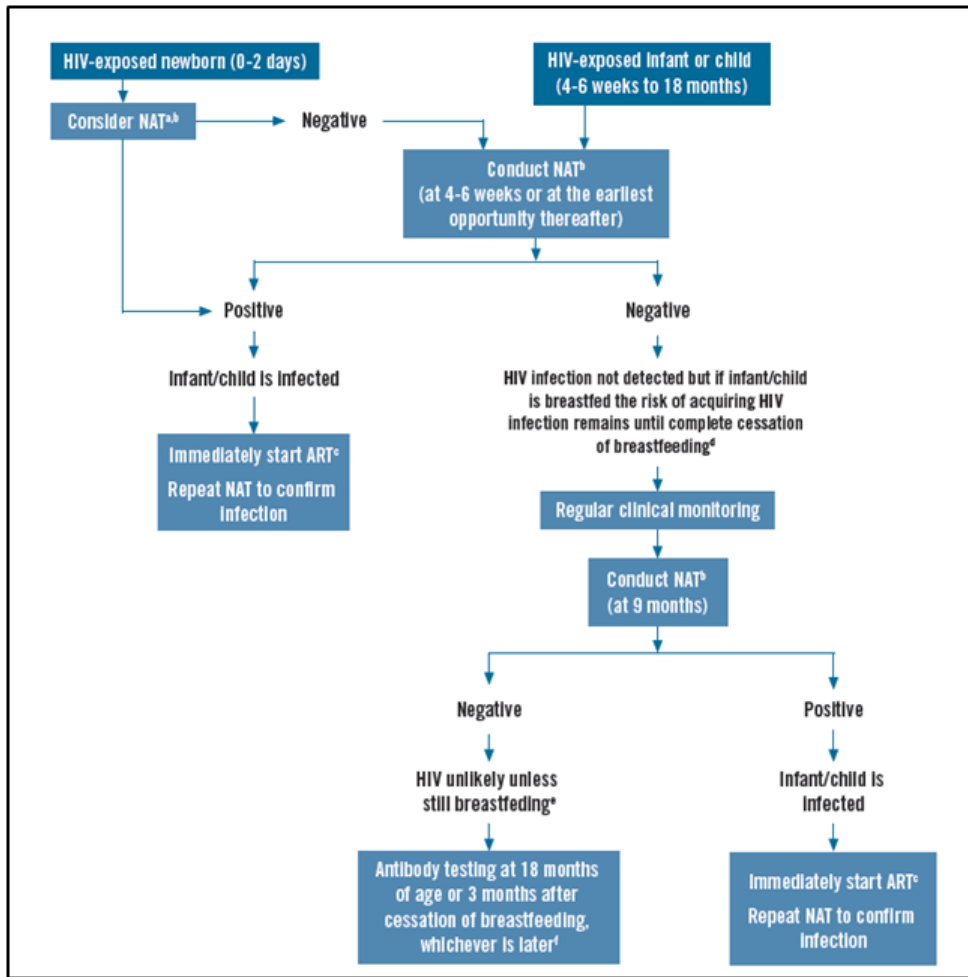 HIV-exposed newborn (0-2 days)
HIV-exposed infant or child
(4-6 weeks to 18 months)
Consider NATa,b
Negative
Conduct NATb
(at 4-6 weeks or at the earliest
opportunity thereafter)
Positive
Negative
Infant/child is infected
HIV infection not detected but if infant/child
is breastfed the risk of acquiring HIV
infection remains until complete cessation
of breastfeedingd
Immediately start ARTc
Repeat NAT to confirm
infection
Regular clinical monitoring
Conduct NATb
(at 9 months)
Negative
Positive
HIV unlikely unless
still breastfedinge
Infant/child is
infected
Antibody testing at 18 months
of age or 3 months after
cessation of breastfeeding,
whichever is laterf
Immediately start ARTc
Repeat NAT to confirm
infection